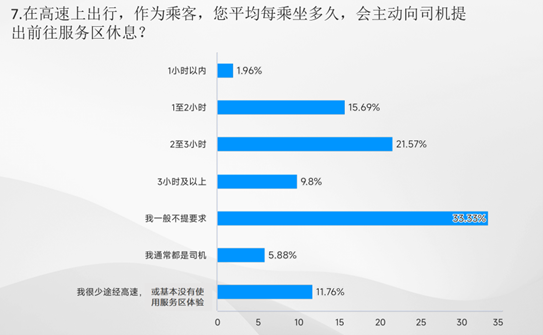 7.在高速上出行，作为乘客，您平均每乘坐多久，会主动向司机提
出前往服务区休息？
1小时以内
1.96%
1至2小时
15.69%
2至3小时
21.57%
3小时及以上
9.8%
我一般不提要求
33.33%
我通常都是司机
5.88%
我很少途经高速， 或基本没有使
用服务区体验
11.76%
0 5 10 15 20 25 30 35